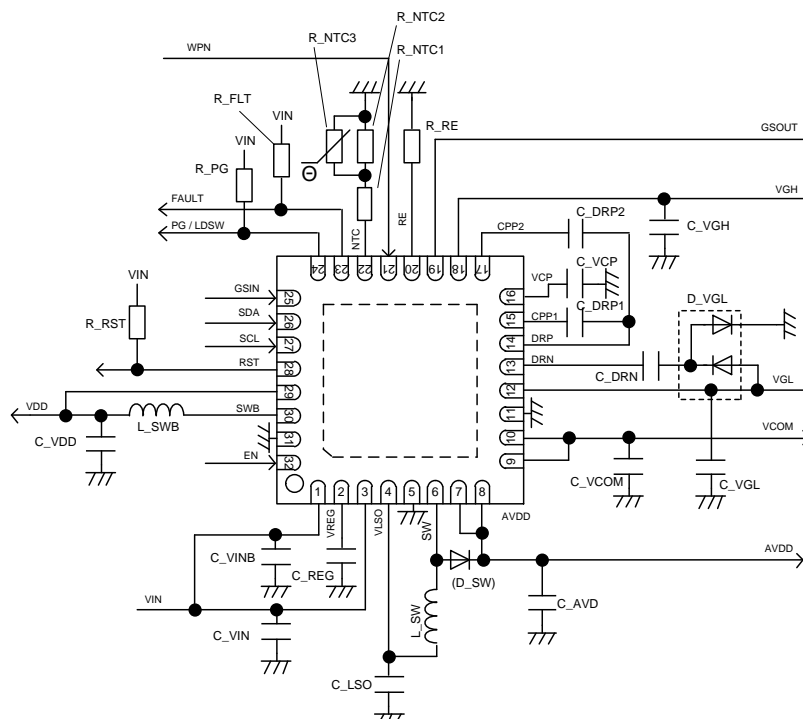 R_NTC2
R_NTC3
R_NTC1
WPN
R_FLT
VIN
VIN
R_PG
R_RE
GSOUT
Θ
FAULT
VGH
PG / LDSW
NTC
RE
CPP2
C_DRP2
C_VGH
24
23
22
21
20
19
18
17
VIN
GSIN
25
VCP
C_VCP
16
D_VGL
R_RST
SDA
26
CPP1
C_DRP1
15
SCL
27
DRP
14
RST
28
DRN
13
C_DRN
29
12
VGL
VDD
SWB
30
11
L_SWB
C_VDD
31
10
VCOM
EN
32
9
C_VCOM
C_VGL
1
2
3
4
5
6
7
8
VREG
VLSO
SW
AVDD
C_VINB
C_REG
(D_SW)
AVDD
VIN
C_VIN
L_SW
C_AVD
C_LSO